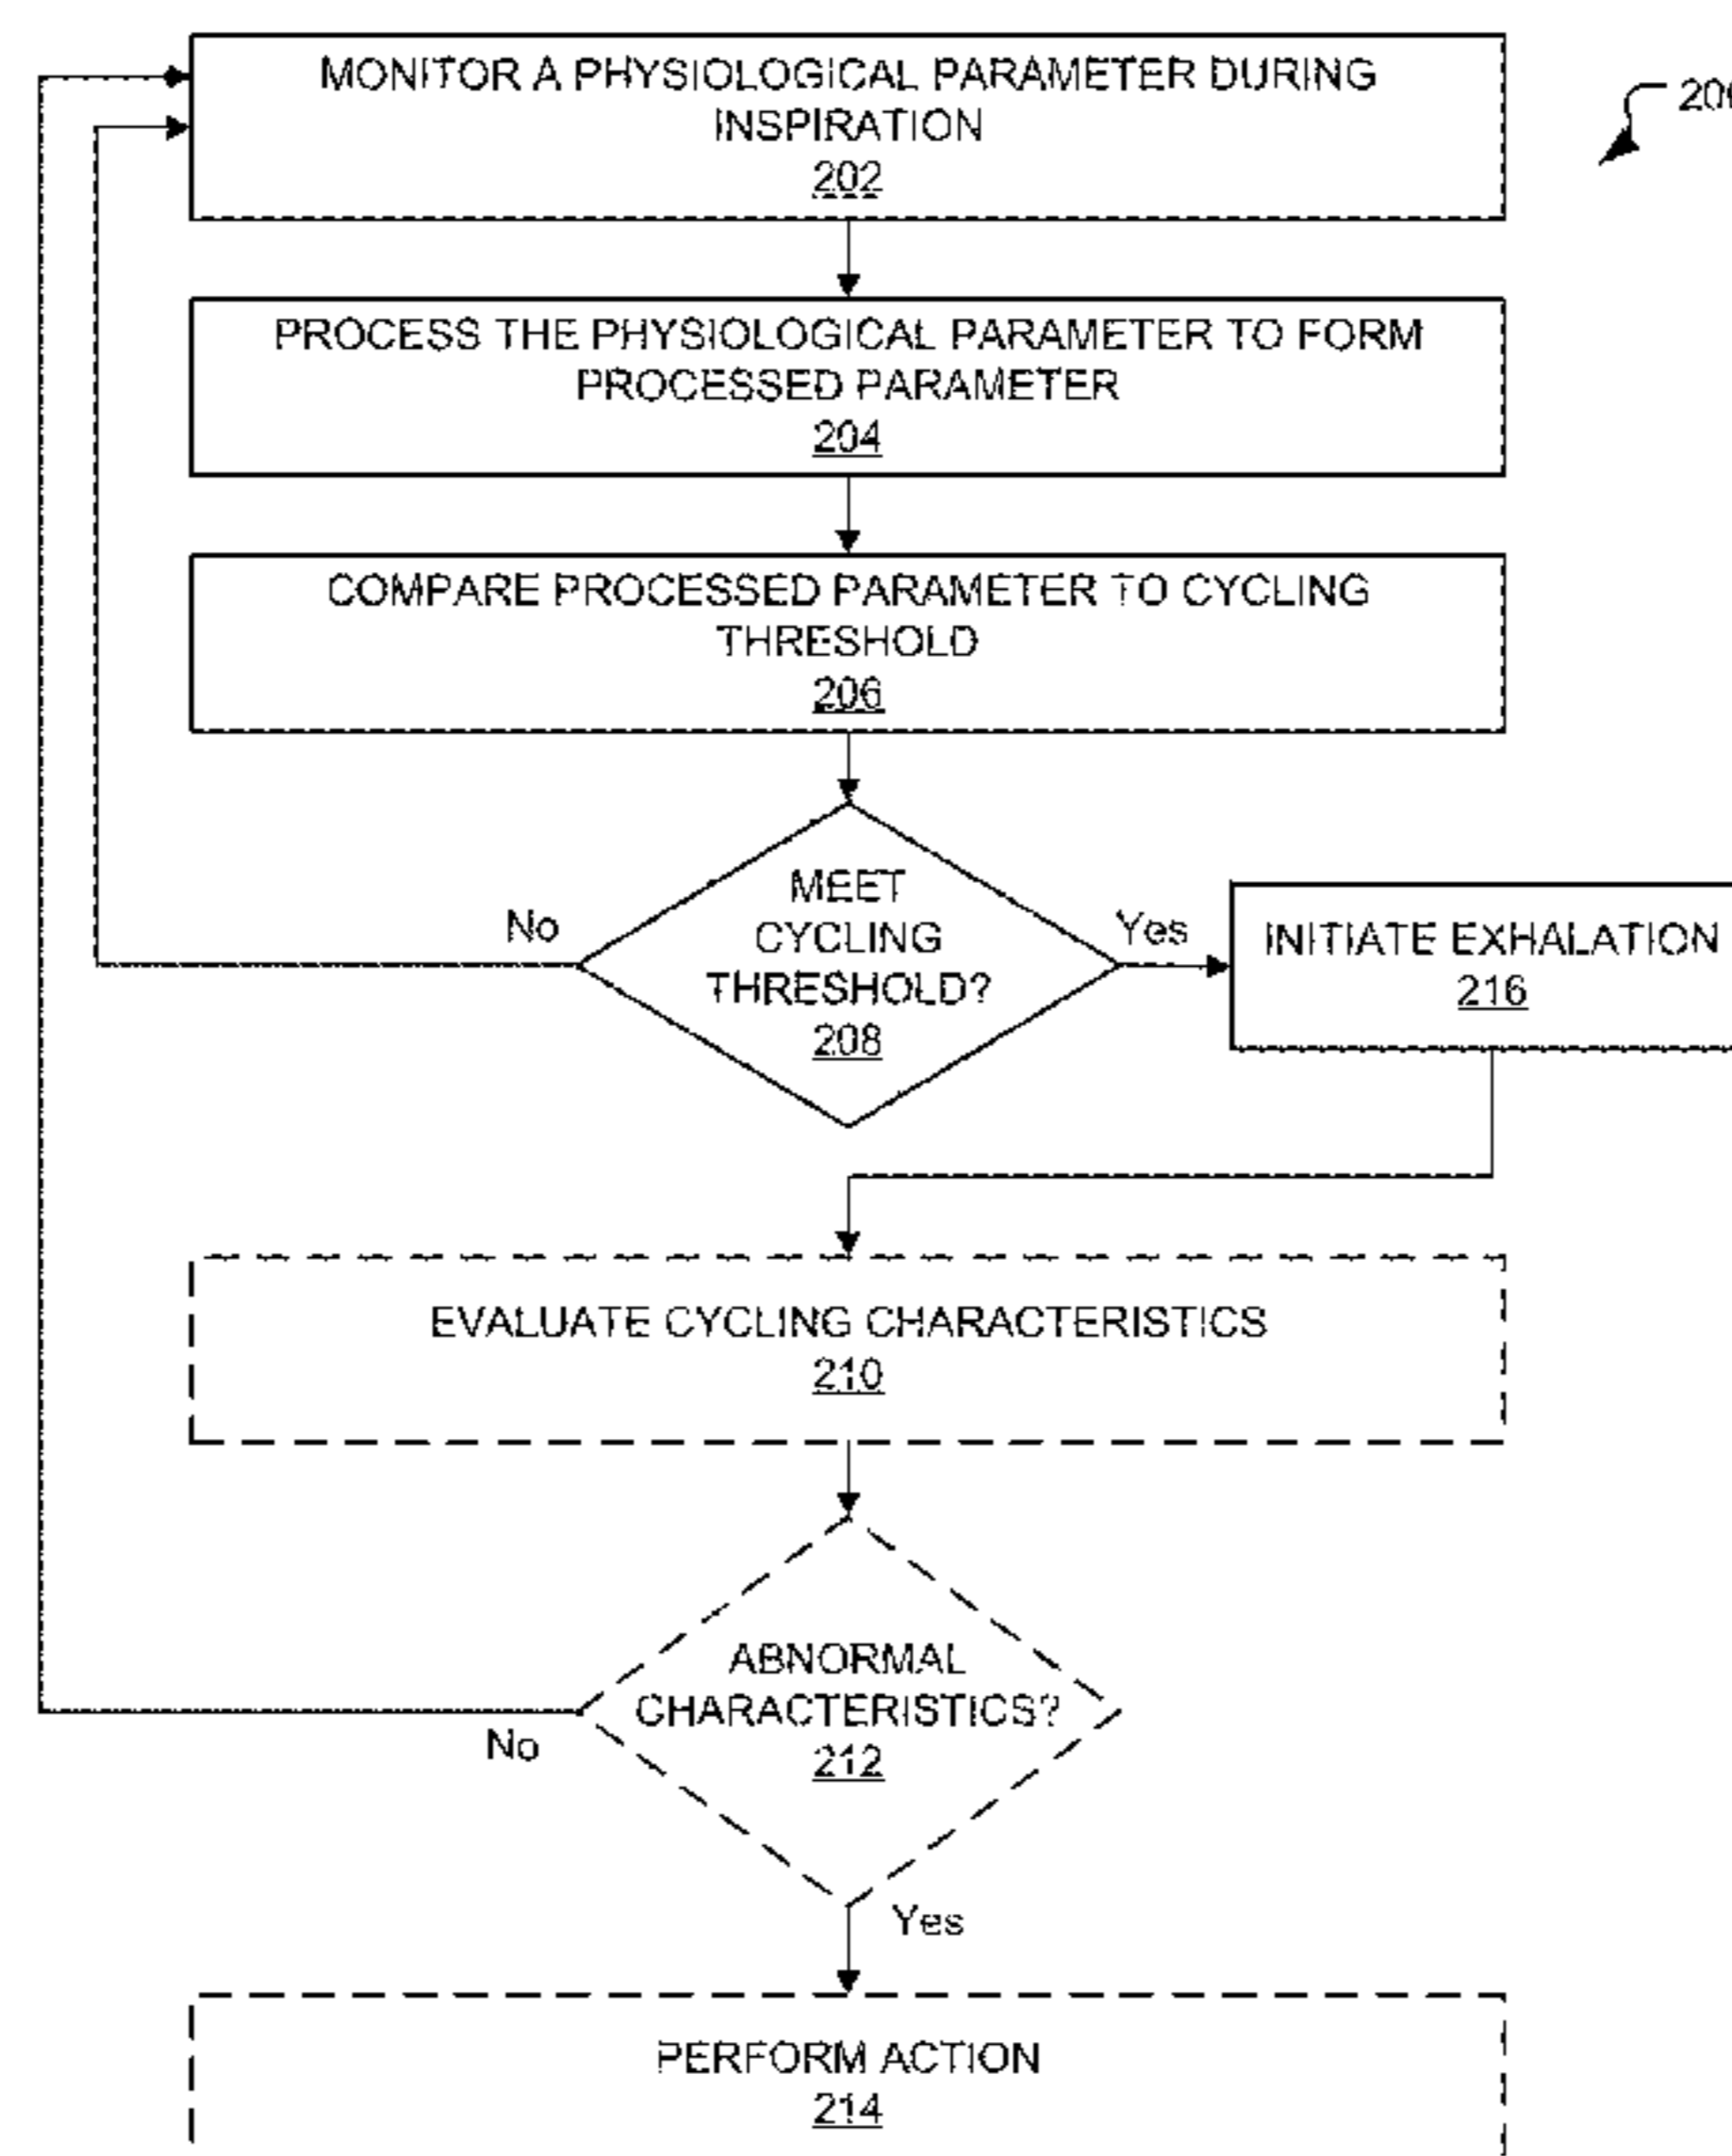 MONITOR A PHYSIOLOGICAL PARAMETER DURING
INSPIRATION
202
PROCESS THE PHYSIOLOGICAL PARAMETER TO FORM
PROCESSED PARAMETER
204
COMPARE PROCESSED PARAMETER TO CYCLING
THRESHOLD
206
MEET
CYCLING
THRESHOLD?
208
No
Yes
INITIATE EXHALATION
216
EVALUATE CYCLING CHARACTERISTICS
210
ABNORMAL
CHARACTERISTICS?
212
No
Yes
PERFORM ACTION
214